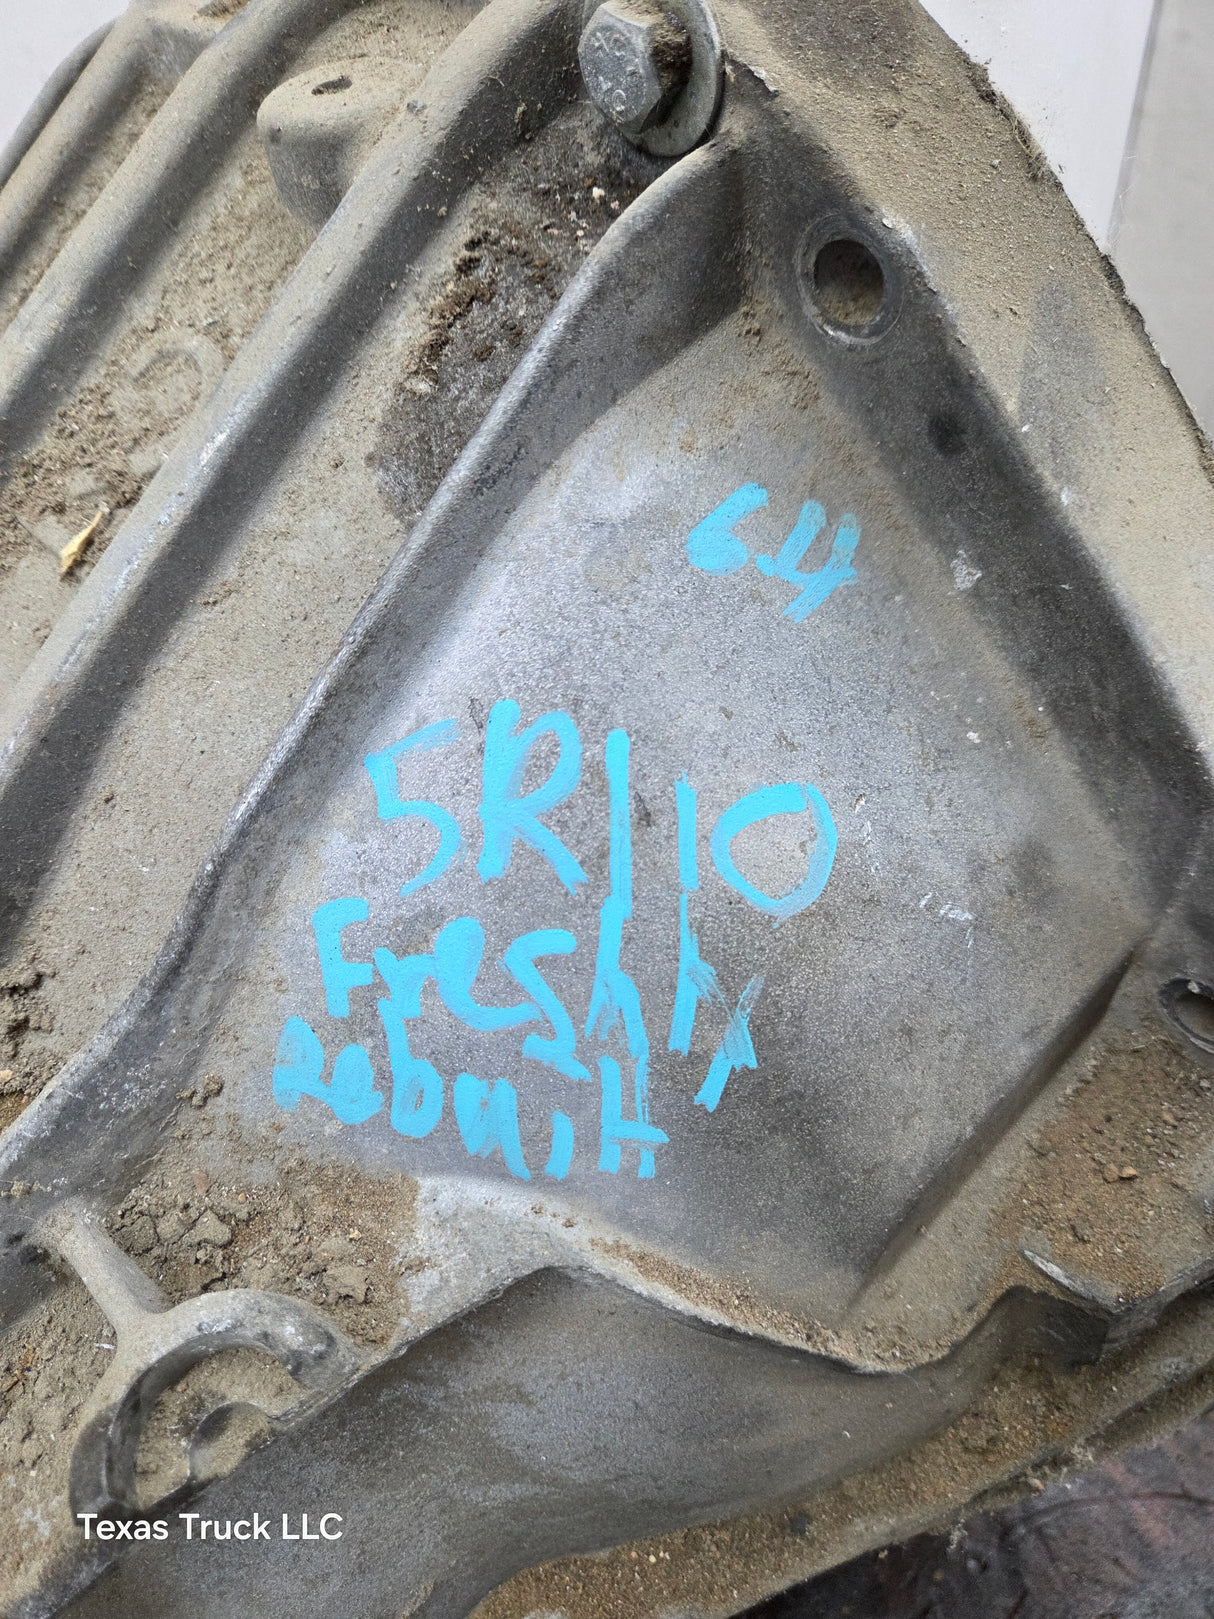 6.4
5R110
Fresh
Rebuilt
Texas Truck LLC